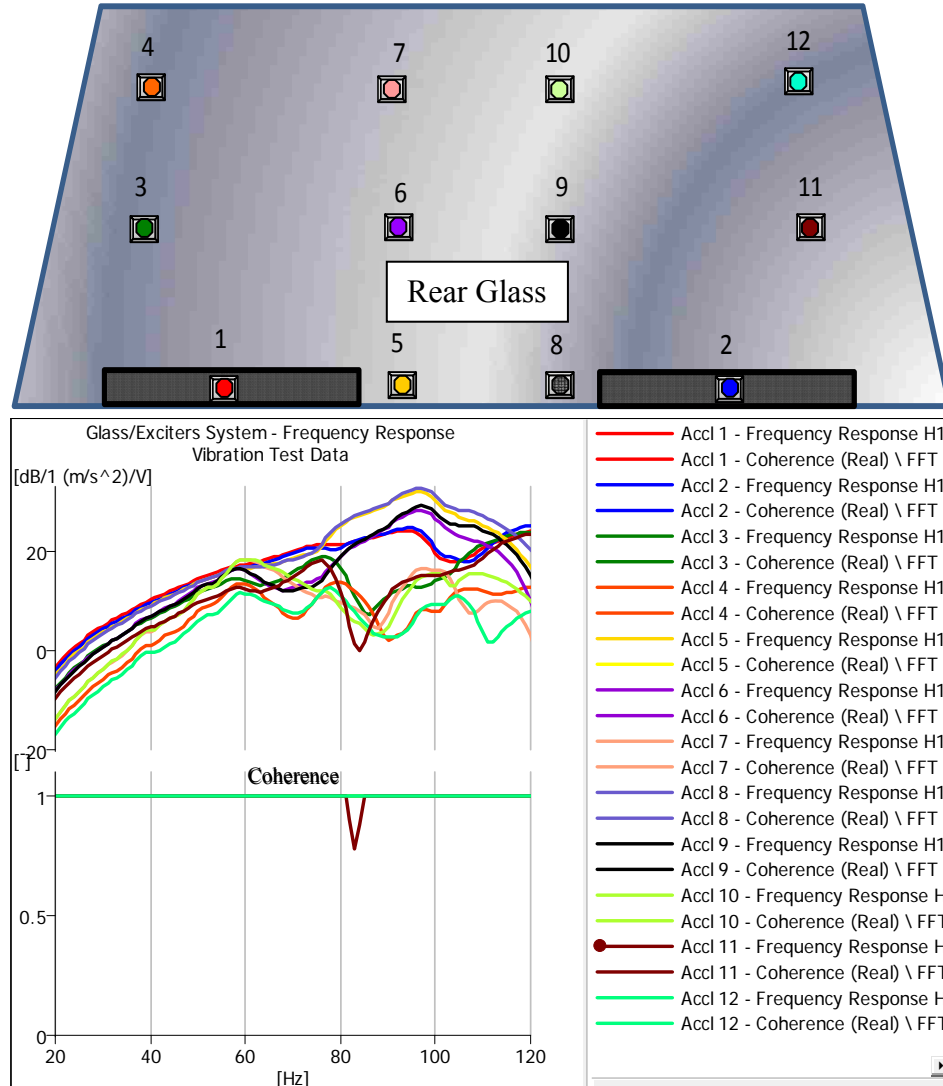 12
4
7
10
3
6
9
11
Rear Glass
1
5
8
2
Glass/Exciters System - Frequency Response
Vibration Test Data
[dB/1 (m/s^2)/V]
20
0
-20
[-]
Coherence
1
0.5
0
20
40
60
80
100
120
[Hz]
Accl 1 - Frequency Response H1
Accl 1 - Coherence (Real) \ FFT
Accl 2 - Frequency Response H1
Accl 2 - Coherence (Real) \ FFT
Accl 3 - Frequency Response H1
Accl 3 - Coherence (Real) \ FFT
Accl 4 - Frequency Response H1
Accl 4 - Coherence (Real) \ FFT
Accl 5 - Frequency Response H1
Accl 5 - Coherence (Real) \ FFT
Accl 6 - Frequency Response H1
Accl 6 - Coherence (Real) \ FFT
Accl 7 - Frequency Response H1
Accl 7 - Coherence (Real) \ FFT
Accl 8 - Frequency Response H1
Accl 8 - Coherence (Real) \ FFT
Accl 9 - Frequency Response H1
Accl 9 - Coherence (Real) \ FFT
Accl 10 - Frequency Response H
Accl 10 - Coherence (Real) \ FFT
Accl 11 - Frequency Response H
Accl 11 - Coherence (Real) \ FFT
Accl 12 - Frequency Response H
Accl 12 - Coherence (Real) \ FFT